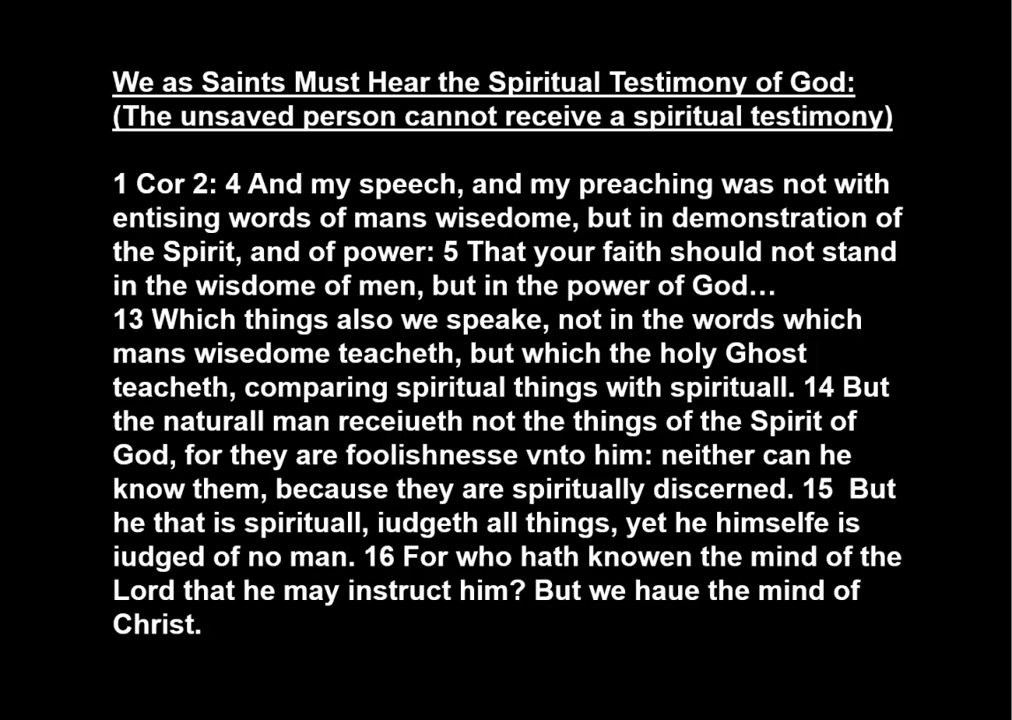 We as Saints Must Hear the Spiritual Testimony of God:
(The unsaved person cannot receive a spiritual testimony)
1 Cor 2: 4 And my speech, and my preaching was not with
entising words of mans wisedome, but in demonstration of
the Spirit, and of power: 5 That your faith should not stand
in the wisdome of men, but in the power of God…
13 Which things also we speake, not in the words which
mans wisedome teacheth, but which the holy Ghost
teacheth, comparing spiritual things with spirituall. 14 But
the naturall man receiueth not the things of the Spirit of
God, for they are foolishnesse vnto him: neither can he
know them, because they are spiritually discerned. 15  But
he that is spirituall, iudgeth all things, yet he himselfe is
iudged of no man. 16 For who hath knowen the mind of the
Lord that he may instruct him? But we haue the mind of
Christ.